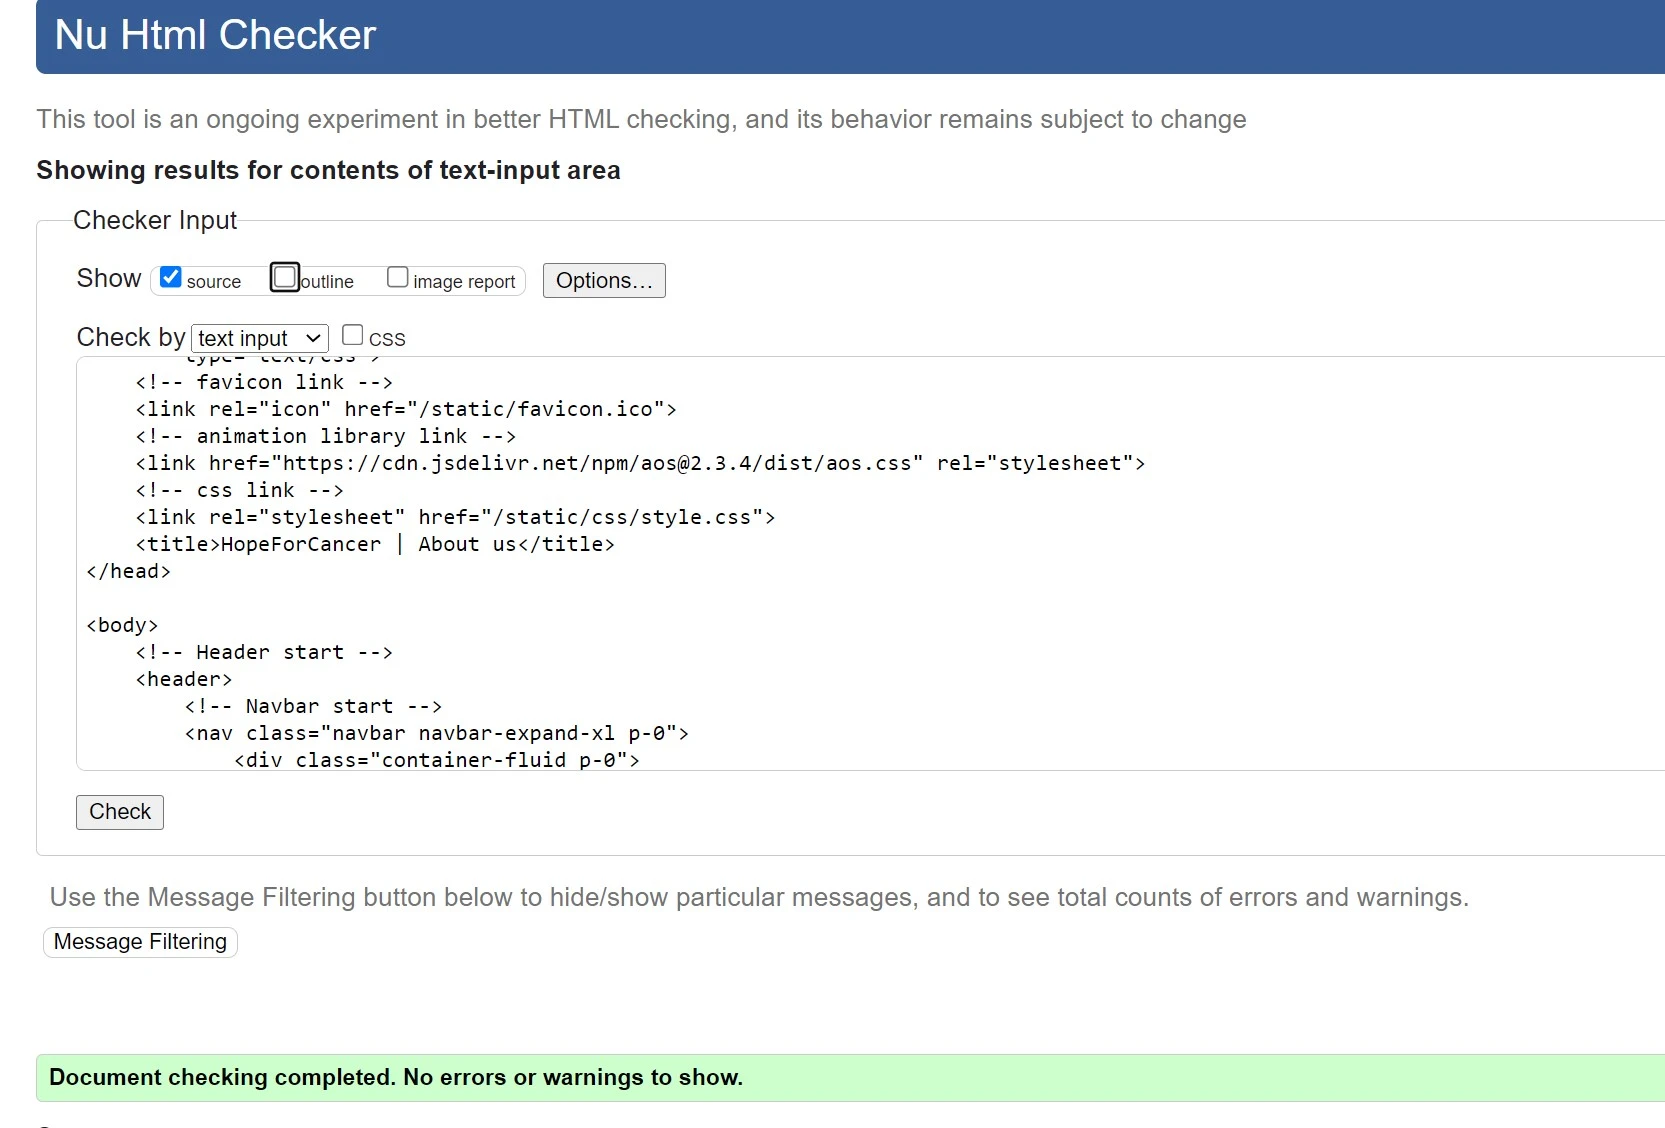 Nu Html Checker
This tool is an ongoing experiment in better HTML checking, and its behavior remains subject to change
Showing results for contents of text-input area
Checker Input
Show source outline image report Options...
Check by text input css
type="text/css">
<!-- favicon link -->
<link rel="icon" href="/static/favicon.ico">
<!-- animation library link -->
<link href="https://cdn.jsdelivr.net/npm/aos@2.3.4/dist/aos.css" rel="stylesheet">
<!-- css link -->
<link rel="stylesheet" href="/static/css/style.css">
<title>HopeForCancer | About us</title>
</head>
<body>
<!-- Header start -->
<header>
<!-- Navbar start -->
<nav class="navbar navbar-expand-xl p-0">
<div class="container-fluid p-0">
Check
Use the Message Filtering button below to hide/show particular messages, and to see total counts of errors and warnings.
Message Filtering
Document checking completed. No errors or warnings to show.